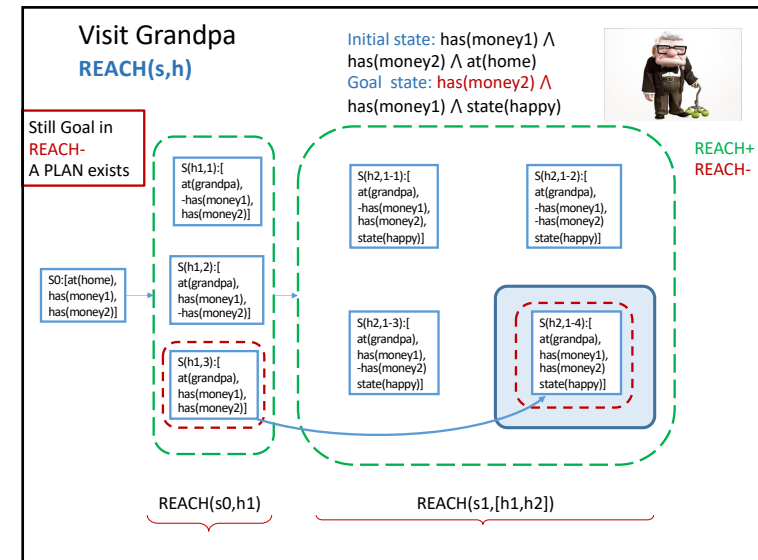 Visit Grandpa
REACH(s,h)
Initial state: has(money1) Λ
has(money2) Λ at(home)
Goal  state: has(money2) Λ
has(money1) Λ state(happy)
Still Goal in
REACH-
A PLAN exists
REACH+
REACH-
S0:[at(home),
has(money1),
has(money2)]
S(h1,1):[
at(grandpa),
-has(money1),
has(money2)]
S(h1,2):[
at(grandpa),
has(money1),
-has(money2)]
S(h1,3):[
at(grandpa),
has(money1),
has(money2)]
S(h2,1-1):[
at(grandpa),
-has(money1),
has(money2),
state(happy)]
S(h2,1-2):[
at(grandpa),
-has(money1),
-has(money2)
state(happy)]
S(h2,1-3):[
at(grandpa),
has(money1),
-has(money2)
state(happy)]
S(h2,1-4):[
at(grandpa),
has(money1),
has(money2)
state(happy)]
REACH(s0,h1)
REACH(s1,[h1,h2])